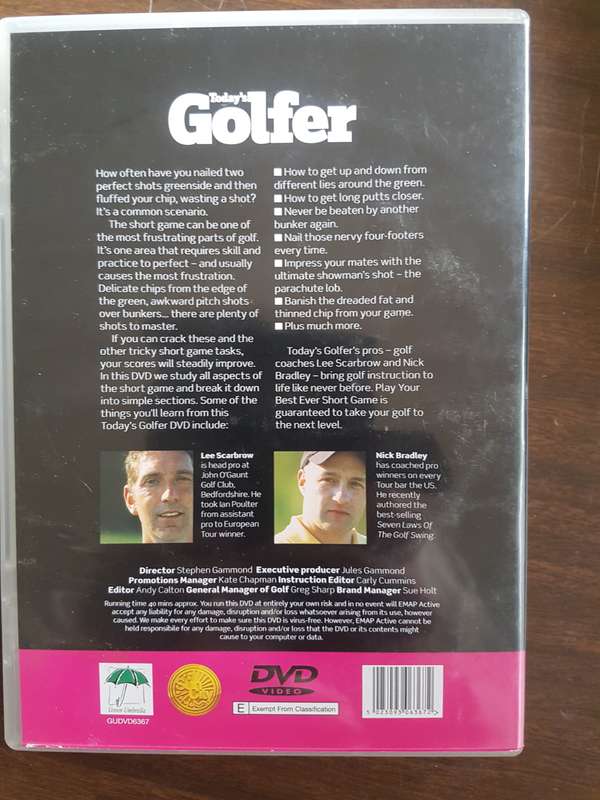 Today's
Golfer
How often have you nailed two
perfect shots greenside and then
fluffed your chip, wasting a shot?
It's a common scenario.
The short game can be one of
the most frustrating parts of golf.
It's one area that requires skill and
practice to perfect – and usually
causes the most frustration.
Delicate chips from the edge of
the green, awkward pitch shots
over bunkers... there are plenty of
shots to master.
If you can crack these and the
other tricky short game tasks,
your scores will steadily improve.
In this DVD we study all aspects of
the short game and break it down
into simple sections. Some of the
things you'll learn from this
Today's Golfer DVD include:
■ How to get up and down from
different lies around the green.
■ How to get long putts closer.
■ Never be beaten by another
bunker again.
■ Nail those nervy four-footers
every time.
■ Impress your mates with the
ultimate showman's shot – the
parachute lob.
■ Banish the dreaded fat and
thinned chip from your game.
■ Plus much more.
Today's Golfer's pros – golf
coaches Lee Scarbrow and Nick
Bradley – bring golf instruction to
life like never before. Play Your
Best Ever Short Game is
guaranteed to take your golf to
the next level.
Lee Scarbrow
is head pro at
John O'Gaunt
Golf Club,
Bedfordshire. He
took Ian Poulter
from assistant
pro to European
Tour winner.
Nick Bradley
has coached pro
winners on every
Tour bar the US.
He recently
authored the
best-selling
Seven Laws Of
The Golf Swing.
Director Stephen Gammond Executive producer Jules Gammond
Promotions Manager Kate Chapman Instruction Editor Carly Cummins
Editor Andy Calton General Manager of Golf Greg Sharp Brand Manager Sue Holt
Running time 40 mins approx. You run this DVD at entirely your own risk and in no event will EMAP Active
accept any liability for any damage, disruption and/or loss whatsoever arising from its use, however
caused. We make every effort to make sure this DVD is virus-free. However, EMAP Active cannot be
held responsibile for any damage, disruption and/or loss that the DVD or its contents might
cause to your computer or data.
Green Umbrella
GUDVD6367
DVD
VIDEO
E Exempt From Classification
5 023093 063672 >